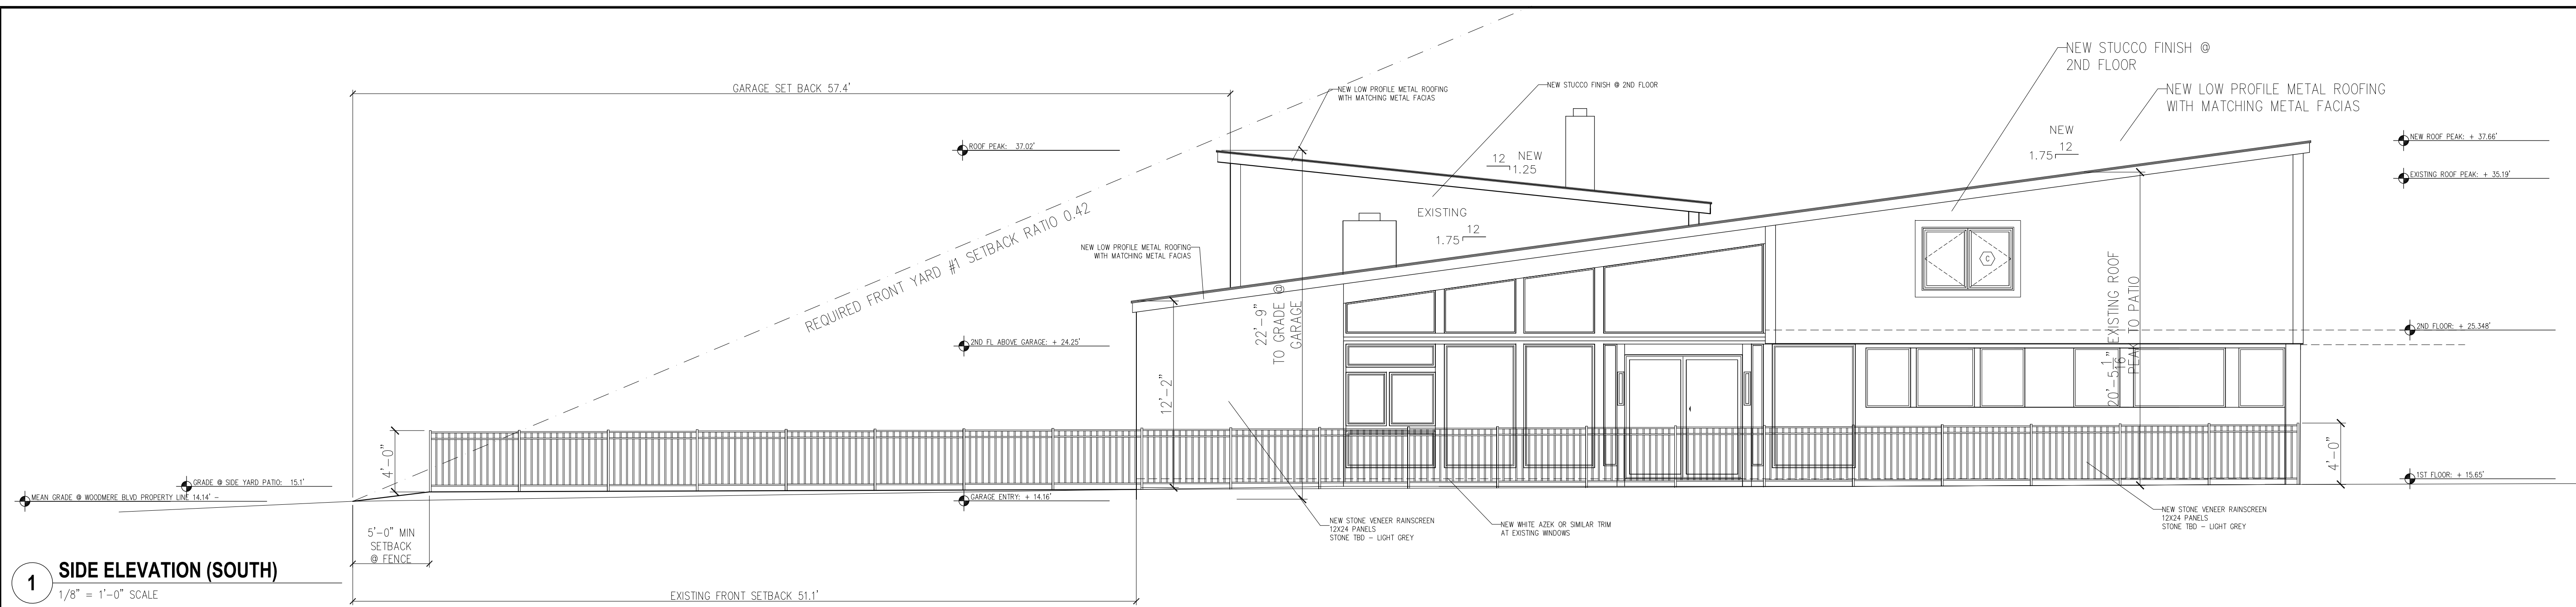 NEW STUCCO FINISH @
2ND FLOOR
GARAGE SET BACK 57.4'
NEW LOW PROFILE METAL ROOFING
WITH MATCHING METAL FACIAS
NEW STUCCO FINISH @ 2ND FLOOR
NEW LOW PROFILE METAL ROOFING
WITH MATCHING METAL FACIAS
NEW
12
1.75
NEW ROOF PEAK: + 37.66'
ROOF PEAK: 37.02'
12 NEW
1.25
EXISTING ROOF PEAK: + 35.19'
REQUIRED FRONT YARD #1 SETBACK RATIO 0.42
EXISTING
12
1.75
NEW LOW PROFILE METAL ROOFING
WITH MATCHING METAL FACIAS
C
22'-9"
TO GRADE @
GARAGE
20'-5 1/16" EXISTING ROOF
PEAK TO PATIO
2ND FLOOR: + 25.348'
2ND FL ABOVE GARAGE: + 24.25'
12'-2"
4'-0"
4'-0"
GRADE @ SIDE YARD PATIO: 15.1'
MEAN GRADE @ WOODMERE BLVD PROPERTY LINE 14.14' -
GARAGE ENTRY: + 14.16'
1ST FLOOR: + 15.65'
5'-0" MIN
SETBACK
@ FENCE
NEW STONE VENEER RAINSCREEN
12X24 PANELS
STONE TBD - LIGHT GREY
NEW WHITE AZEK OR SIMILAR TRIM
AT EXISTING WINDOWS
NEW STONE VENEER RAINSCREEN
12X24 PANELS
STONE TBD - LIGHT GREY
1
SIDE ELEVATION (SOUTH)
1/8" = 1'-0" SCALE
EXISTING FRONT SETBACK 51.1'